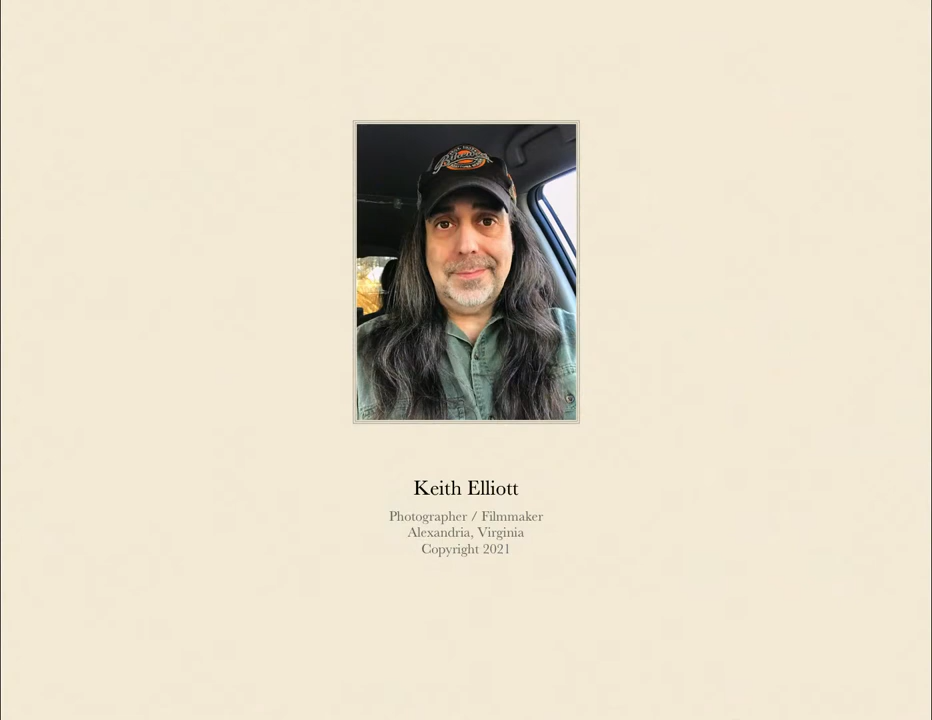 Keith Elliott
Photographer / Filmmaker
Alexandria, Virginia
Copyright 2021